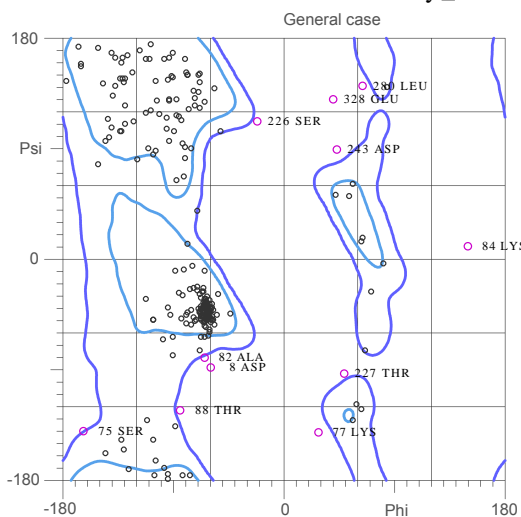 General case
180
280 LEU
328 GLU
226 SER
Psi
243 ASP
84 LYS
0
82 ALA
8 ASP
227 THR
88 THR
75 SER
77 LYS
-180
-180
0
Phi
180